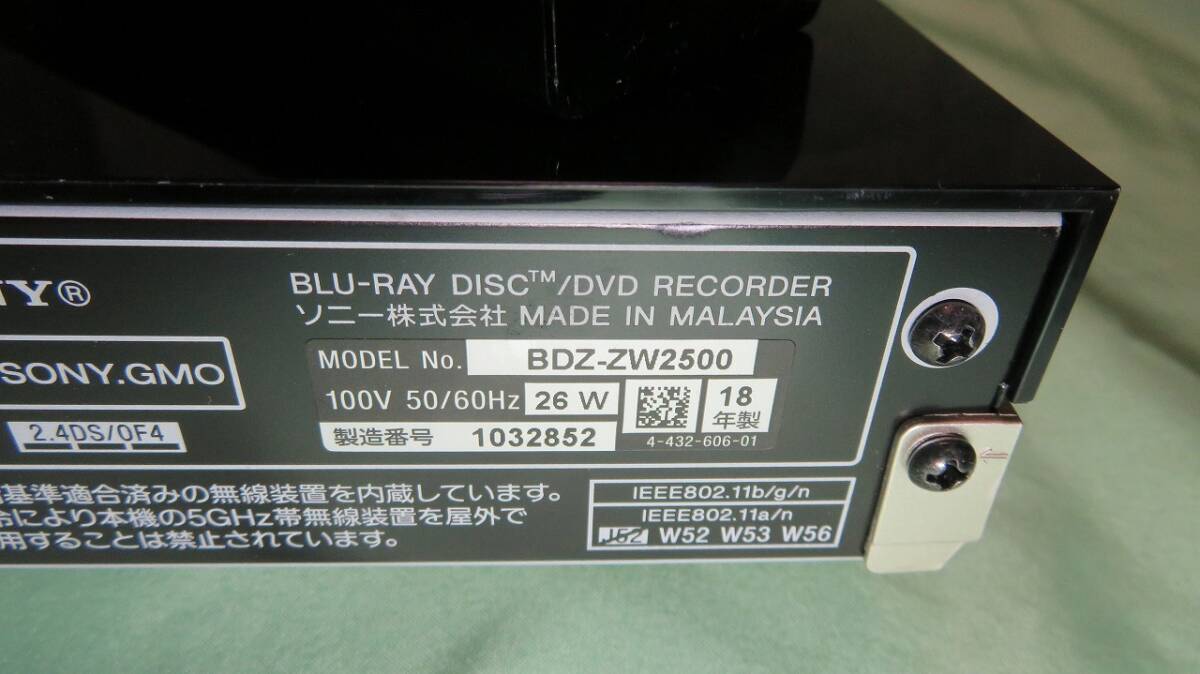 NY®
BLU-RAY DISC™/DVD RECORDER
ソニー株式会社 MADE IN MALAYSIA
SONY.GMO
MODEL No. BDZ-ZW2500
100V 50/60Hz 26 W
18
年製
製造番号 1032852
4-432-606-01
2.4DS/OF4
基準適合済みの無線装置を内蔵しています。
により本機の5GHz帯無線装置を屋外で
用することは禁止されています。
IEEE802.11b/g/n
IEEE802.11a/n
J52 W52 W53 W56